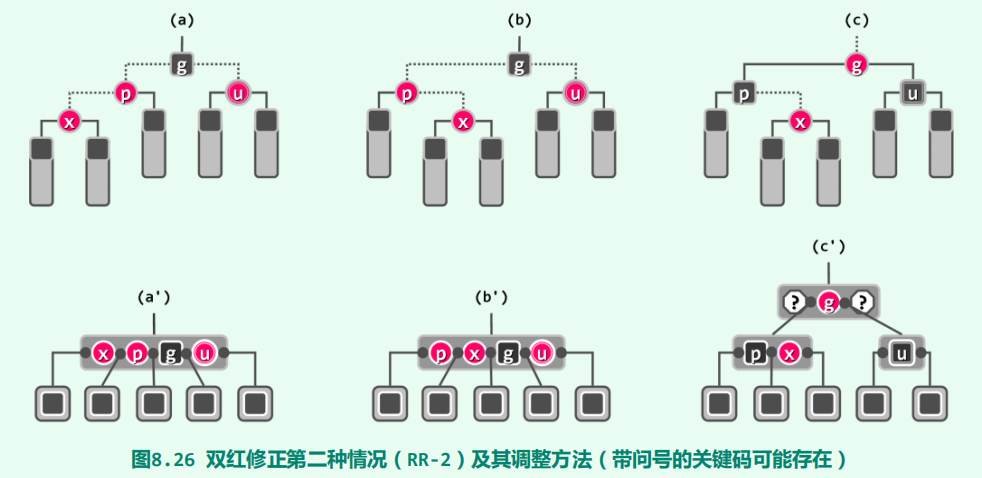 (a)
(b)
(c)
g
g
g
p
u
p
u
p
u
x
x
x
(a')
(b')
(c')
? g ?
x p g u
p x g u
p x
u
图8.26 双红修正第二种情况（RR-2）及其调整方法（带问号的关键码可能存在）